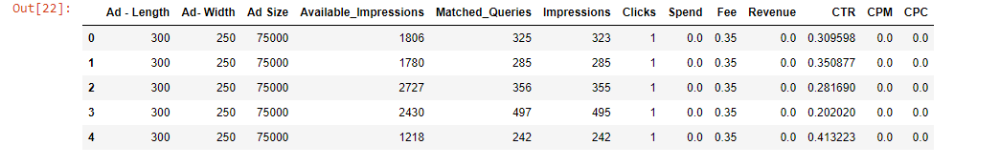 Out[22]:
Ad - Length Ad- Width Ad Size Available_Impressions Matched_Queries Impressions Clicks Spend Fee Revenue CTR CPM CPC
0 300 250 75000 1806 325 323 1 0.0 0.35 0.0 0.309598 0.0 0.0
1 300 250 75000 1780 285 285 1 0.0 0.35 0.0 0.350877 0.0 0.0
2 300 250 75000 2727 356 355 1 0.0 0.35 0.0 0.281690 0.0 0.0
3 300 250 75000 2430 497 495 1 0.0 0.35 0.0 0.202020 0.0 0.0
4 300 250 75000 1218 242 242 1 0.0 0.35 0.0 0.413223 0.0 0.0